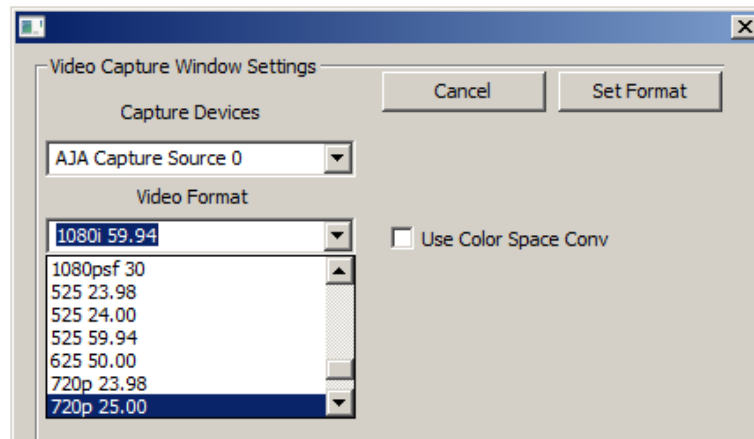 Video Capture Window Settings
Cancel
Set Format
Capture Devices
AJA Capture Source 0
Video Format
1080i 59.94
Use Color Space Conv
1080psf 30
525 23.98
525 24.00
525 59.94
625 50.00
720p 23.98
720p 25.00